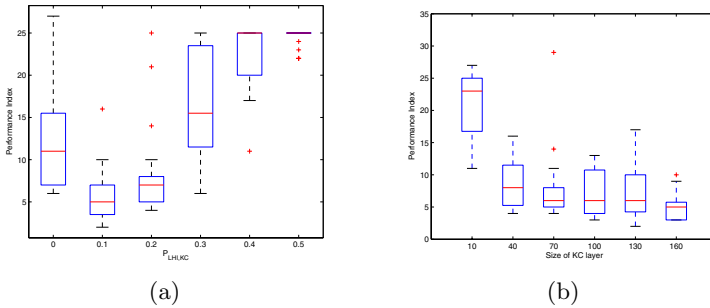 25
20
15
10
5
Performance Index
0 0.1 0.2 0.3 0.4 0.5
P_LHI,KC
(a)
35
30
25
20
15
10
5
0
Performance Index
10 40 70 100 130 160
Size of KC layer
(b)